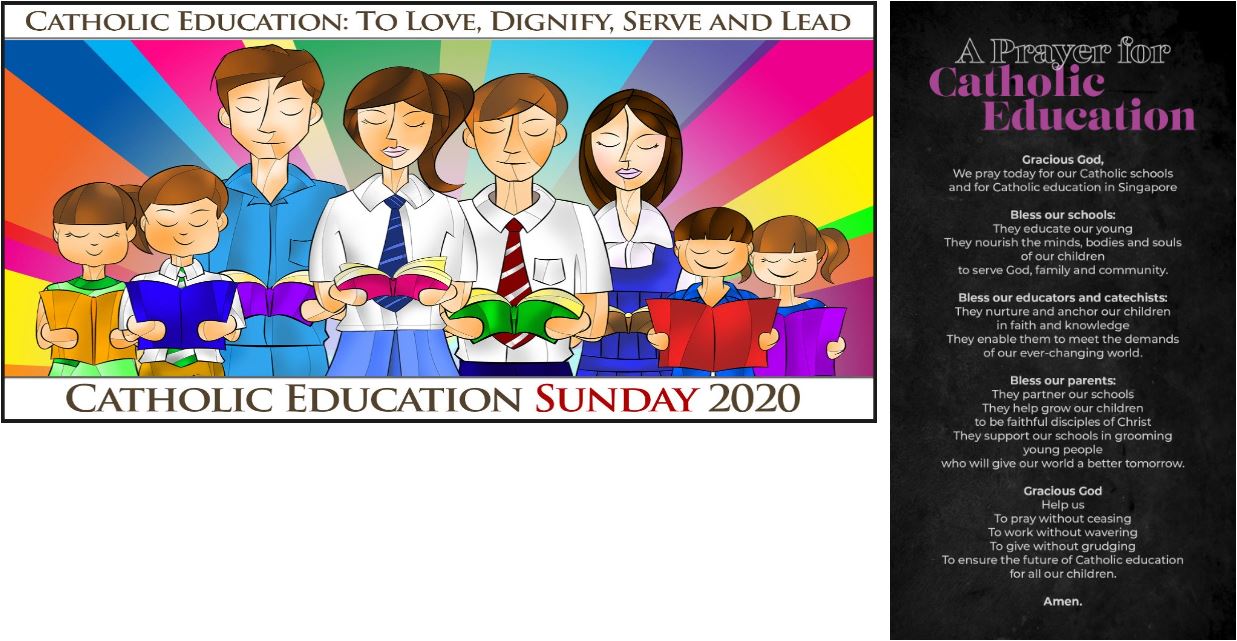 CATHOLIC EDUCATION: TO LOVE, DIGNIFY, SERVE AND LEAD
CATHOLIC EDUCATION SUNDAY 2020
A Prayer for
Catholic
Education
Gracious God,
We pray today for our Catholic schools
and for Catholic education in Singapore
Bless our schools:
They educate our young
They nourish the minds, bodies and souls
of our children
to serve God, family and community.
Bless our educators and catechists:
They nurture and anchor our children
in faith and knowledge
They enable them to meet the demands
of our ever-changing world.
Bless our parents:
They partner our schools
They help grow our children
to be faithful disciples of Christ
They support our schools in grooming
young people
who will give our world a better tomorrow.
Gracious God
Help us
To pray without ceasing
To work without wavering
To give without grudging
To ensure the future of Catholic education
for all our children.
Amen.